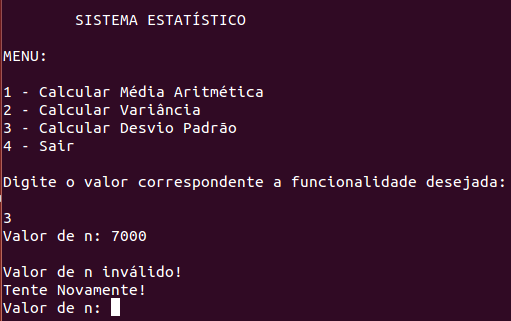 SISTEMA ESTATÍSTICO
MENU:
1 - Calcular Média Aritmética
2 - Calcular Variância
3 - Calcular Desvio Padrão
4 - Sair
Digite o valor correspondente a funcionalidade desejada:
3
Valor de n: 7000
Valor de n inválido!
Tente Novamente!
Valor de n: